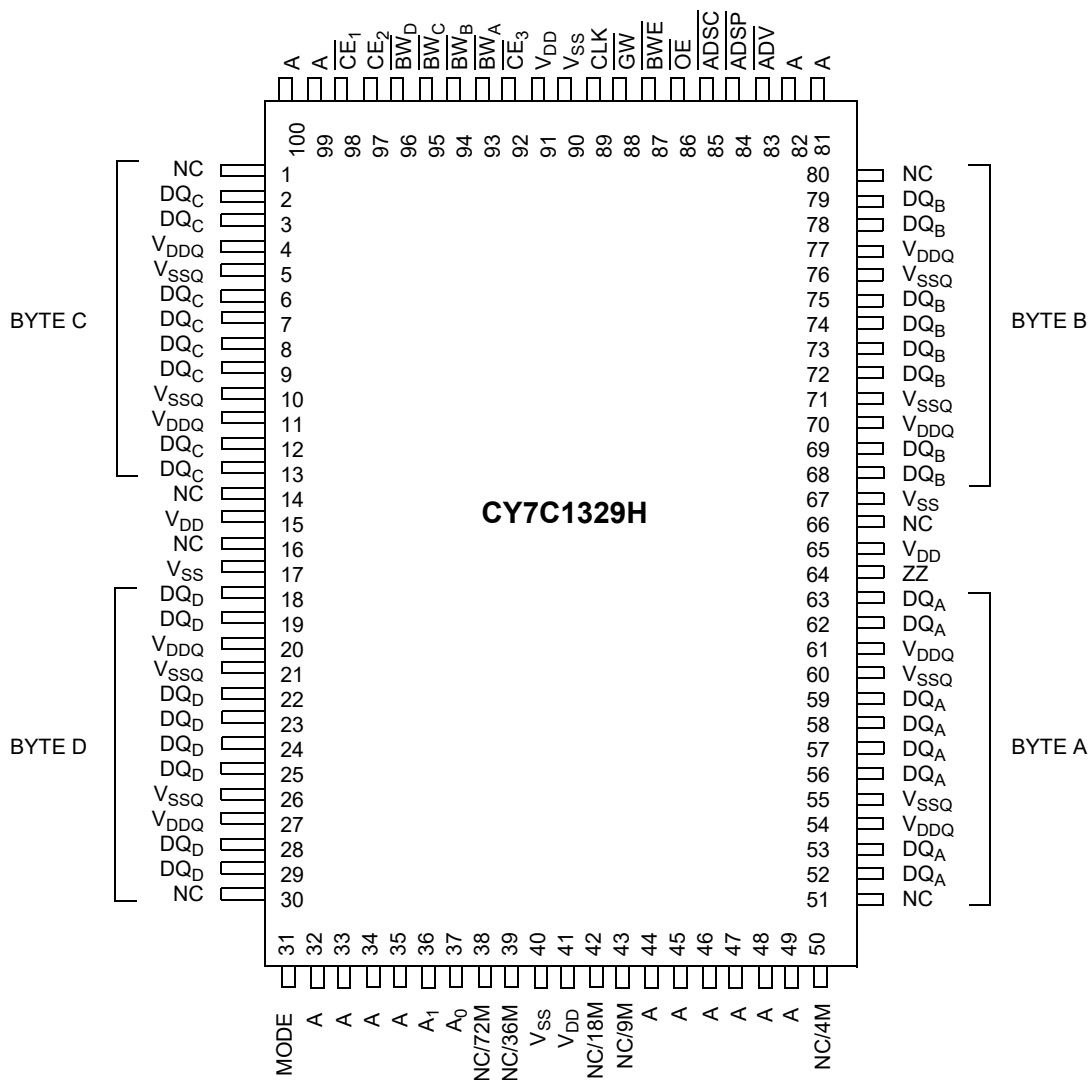 A
A
CE1
CE2
BWD
BWC
BWB
BWA
CE3
VDD
VSS
CLK
GW
BWE
OE
ADSC
ADSP
ADV
A
A
100
99
98
97
96
95
94
93
92
91
90
89
88
87
86
85
84
83
82
81
BYTE C
NC 1
DQC 2
DQC 3
VDDQ 4
VSSQ 5
DQC 6
DQC 7
DQC 8
DQC 9
VSSQ 10
VDDQ 11
DQC 12
DQC 13
NC 14
VDD 15
NC 16
VSS 17
BYTE D
DQD 18
DQD 19
VDDQ 20
VSSQ 21
DQD 22
DQD 23
DQD 24
DQD 25
VSSQ 26
VDDQ 27
DQD 28
DQD 29
NC 30
CY7C1329H
80 NC
79 DQB
78 DQB
77 VDDQ
76 VSSQ
75 DQB
74 DQB
73 DQB
72 DQB
71 VSSQ
70 VDDQ
69 DQB
68 DQB
BYTE B
67 VSS
66 NC
65 VDD
64 ZZ
63 DQA
62 DQA
61 VDDQ
60 VSSQ
59 DQA
58 DQA
57 DQA
56 DQA
55 VSSQ
54 VDDQ
53 DQA
52 DQA
51 NC
BYTE A
31
32
33
34
35
36
37
38
39
40
41
42
43
44
45
46
47
48
49
50
MODE
A
A
A
A
A1
A0
NC/72M
NC/36M
VSS
VDD
NC/18M
NC/9M
A
A
A
A
A
A
NC/4M